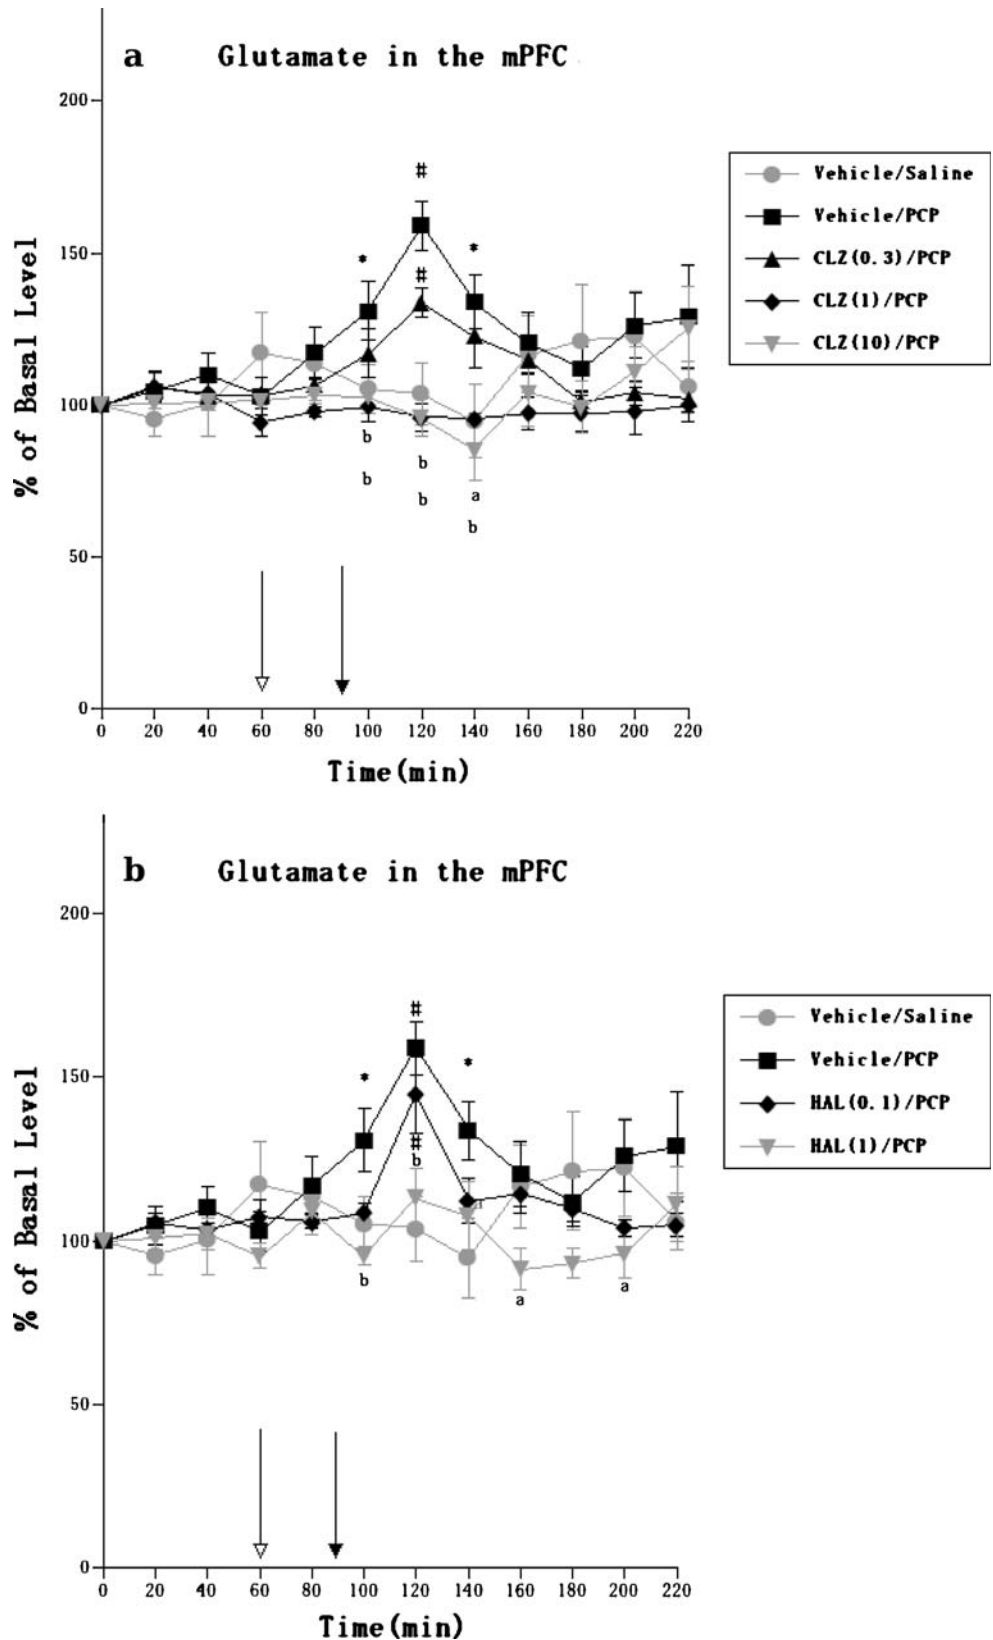 a Glutamate in the mPFC
200
150
100
50
0
% of Basal Level
#
*
#
*
b
b
b
b
a
b
0 20 40 60 80 100 120 140 160 180 200 220
Time(min)
Vehicle/Saline
Vehicle/PCP
CLZ(0.3)/PCP
CLZ(1)/PCP
CLZ(10)/PCP
b Glutamate in the mPFC
200
150
100
50
0
% of Basal Level
#
*
*
#
b
b
a
a
0 20 40 60 80 100 120 140 160 180 200 220
Time(min)
Vehicle/Saline
Vehicle/PCP
HAL(0.1)/PCP
HAL(1)/PCP